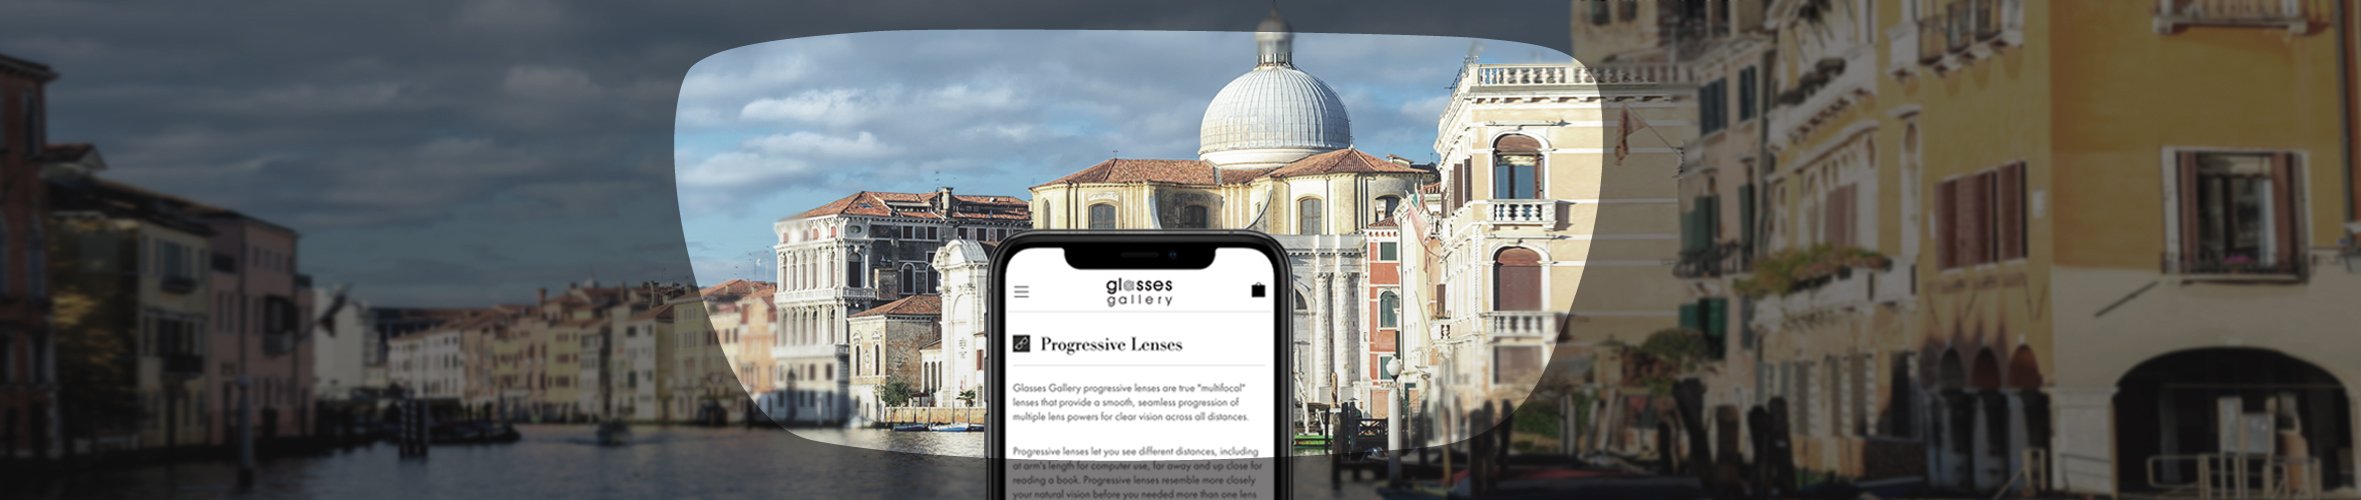 glasses
gallery
Progressive Lenses
Glasses Gallery progressive lenses are true "multifocal"
lenses that provide a smooth, seamless progression of
multiple lens powers for clear vision across all distances.
Progressive lenses let you see different distances, including
at arm's length for computer use, far away and up close for
reading a book. Progressive lenses resemble more closely
your natural vision before you needed more than one lens